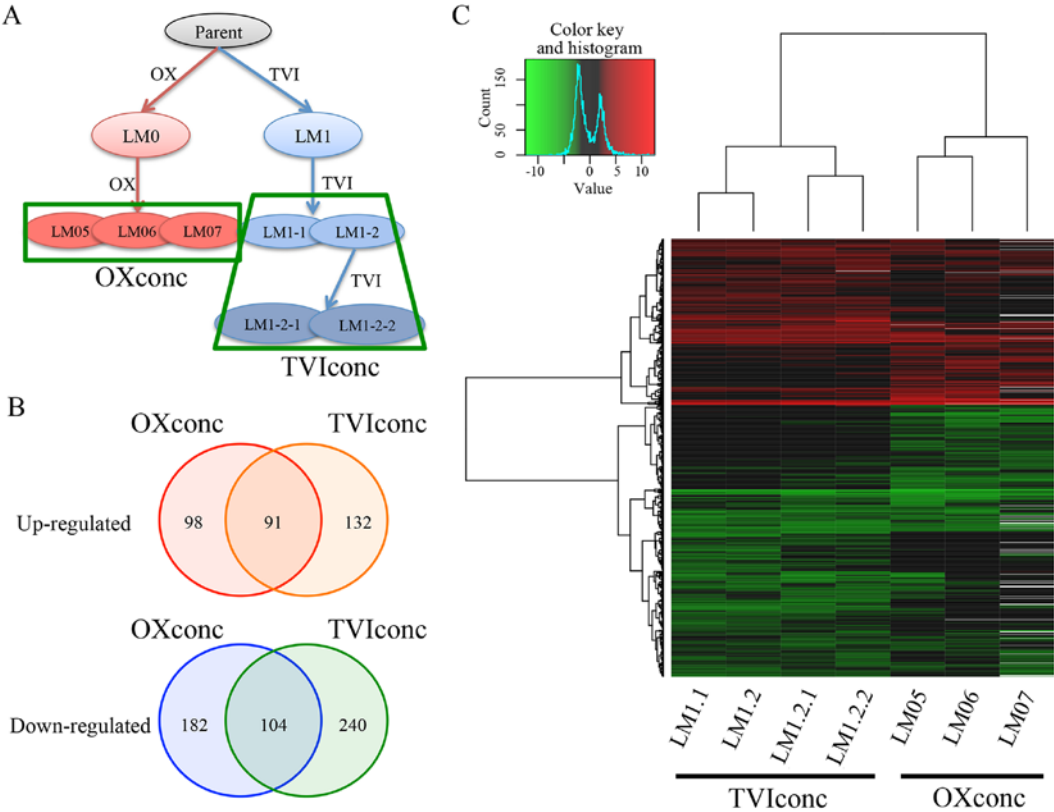 A
Parent
OX
TVI
LM0
LM1
OX
TVI
LM05
LM06
LM07
LM1-1
LM1-2
OXconc
TVI
LM1-2-1
LM1-2-2
TVIconc
B
OXconc
TVIconc
Up-regulated
98
91
132
OXconc
TVIconc
Down-regulated
182
104
240
C
Color key
and histogram
Count
0
50
150
-10
-5
0
5
10
Value
LM1.1
LM1.2
LM1.2.1
LM1.2.2
LM05
LM06
LM07
TVIconc
OXconc